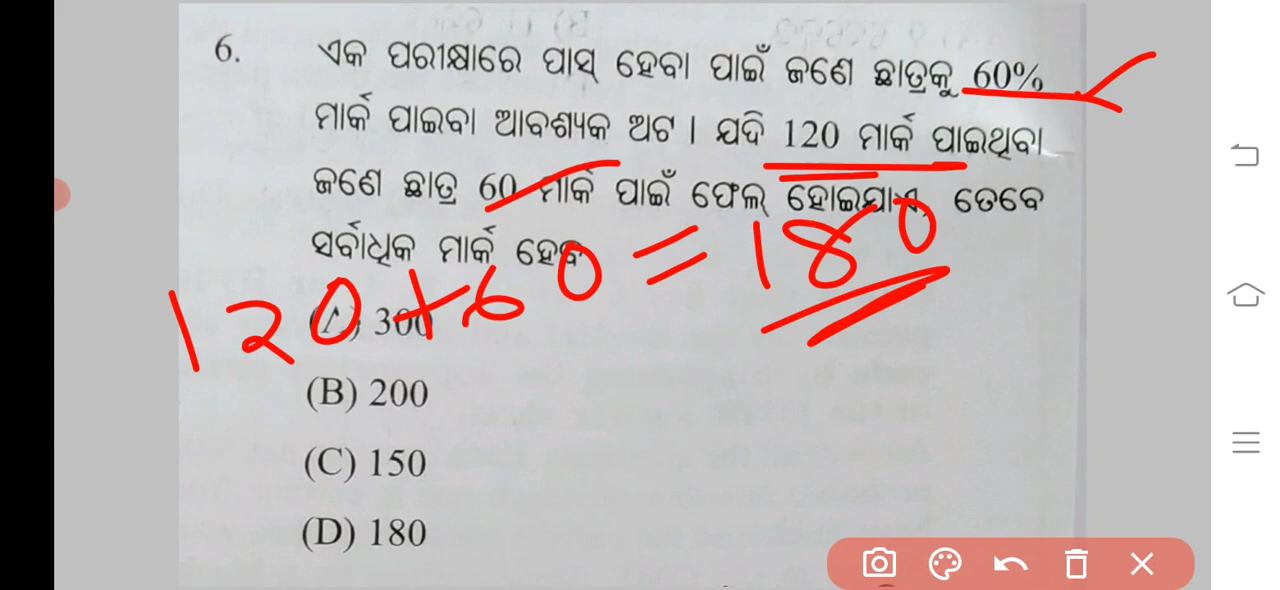 6. ଏକ ପରୀକ୍ଷାରେ ପାସ୍ ହେବା ପାଇଁ ଜଣେ ଛାତ୍ରକୁ 60%
ମାର୍କ ପାଇବା ଆବଶ୍ୟକ ଅଟ । ଯଦି 120 ମାର୍କ ପାଇଥିବା
ଜଣେ ଛାତ୍ର 60 ମାର୍କ ପାଇଁ ଫେଲ୍ ହୋଇଯାଏ, ତେବେ
ସର୍ବାଧିକ ମାର୍କ ହେବ
120+60=180
(A) 300
(B) 200
(C) 150
(D) 180